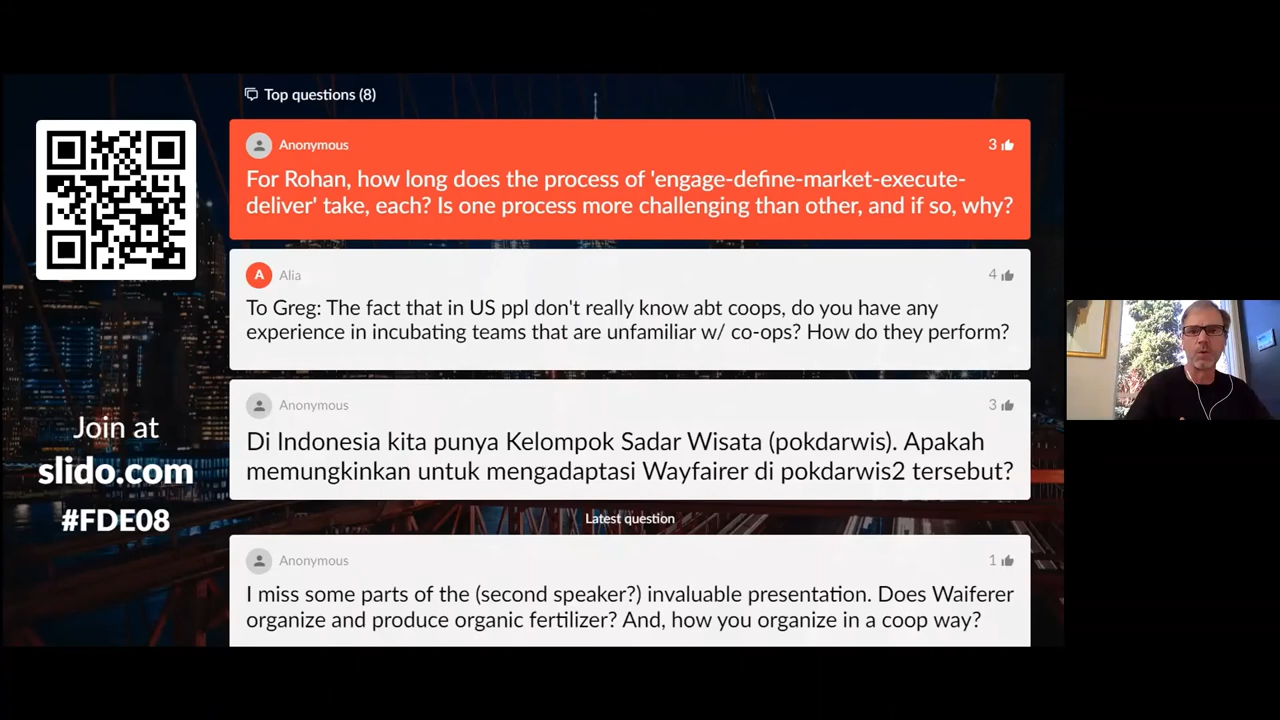 Top questions (8)
Anonymous
3
For Rohan, how long does the process of 'engage-define-market-execute-
deliver' take, each? Is one process more challenging than other, and if so, why?
A Alia
4
To Greg: The fact that in US ppl don't really know abt coops, do you have any
experience in incubating teams that are unfamiliar w/ co-ops? How do they perform?
Anonymous
3
Di Indonesia kita punya Kelompok Sadar Wisata (pokdarwis). Apakah
memungkinkan untuk mengadaptasi Wayfairer di pokdarwis2 tersebut?
Join at
slido.com
#FDE08
Latest question
Anonymous
1
I miss some parts of the (second speaker?) invaluable presentation. Does Waiferer
organize and produce organic fertilizer? And, how you organize in a coop way?